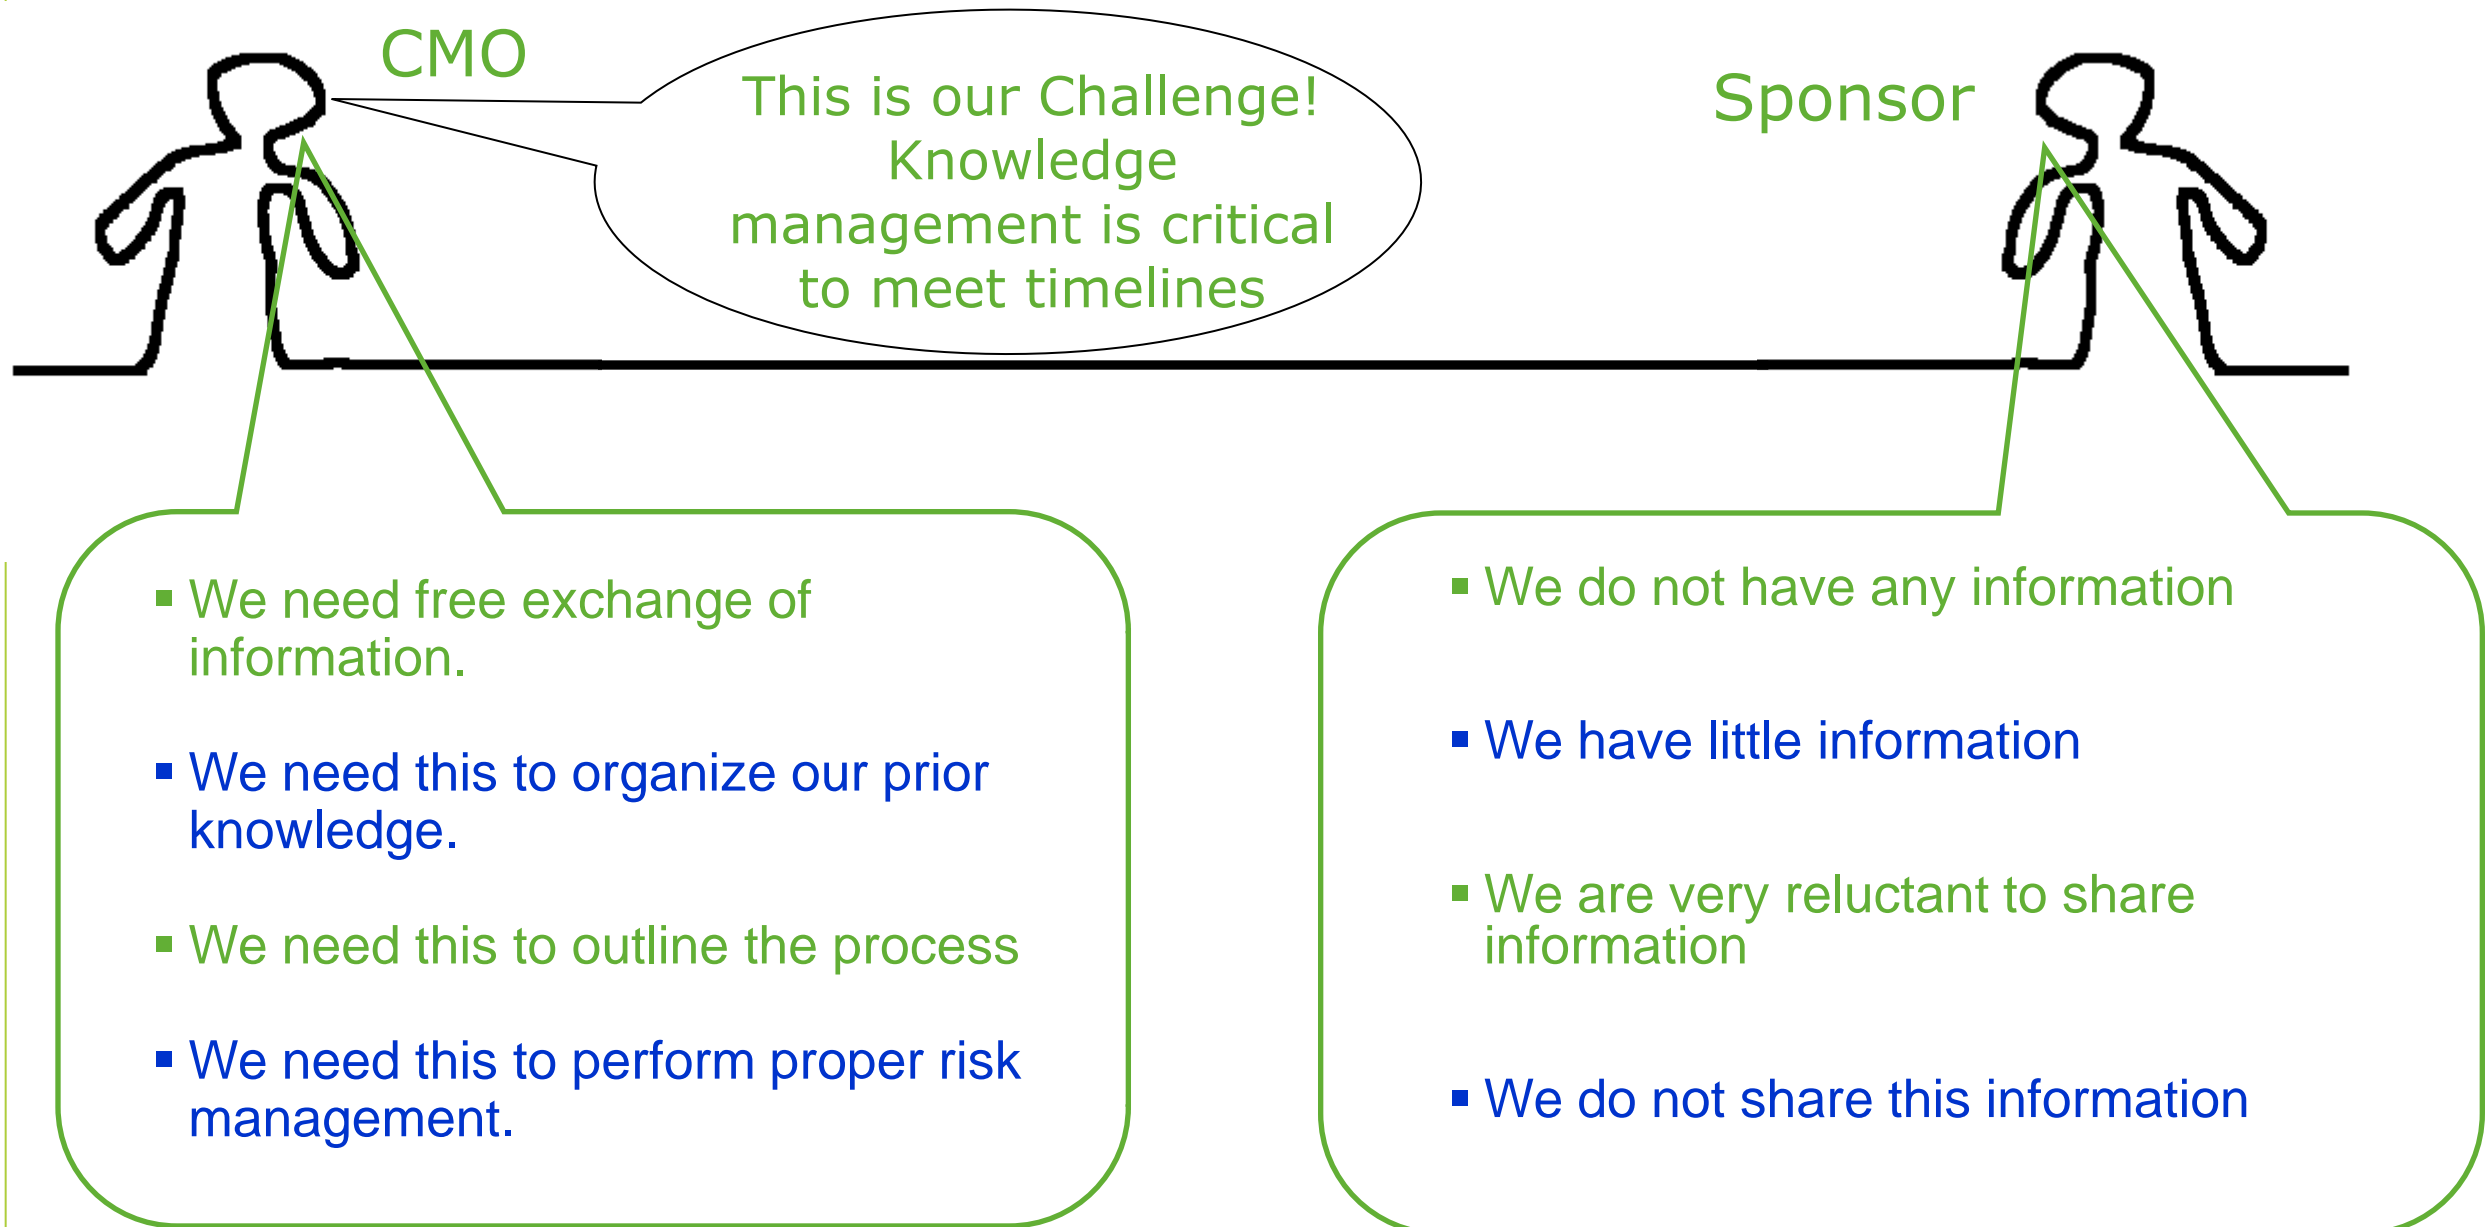 CMO
This is our Challenge!
Knowledge
management is critical
to meet timelines
Sponsor
▪ We need free exchange of
information.
▪ We need this to organize our prior
knowledge.
▪ We need this to outline the process
▪ We need this to perform proper risk
management.
▪ We do not have any information
▪ We have little information
▪ We are very reluctant to share
information
▪ We do not share this information